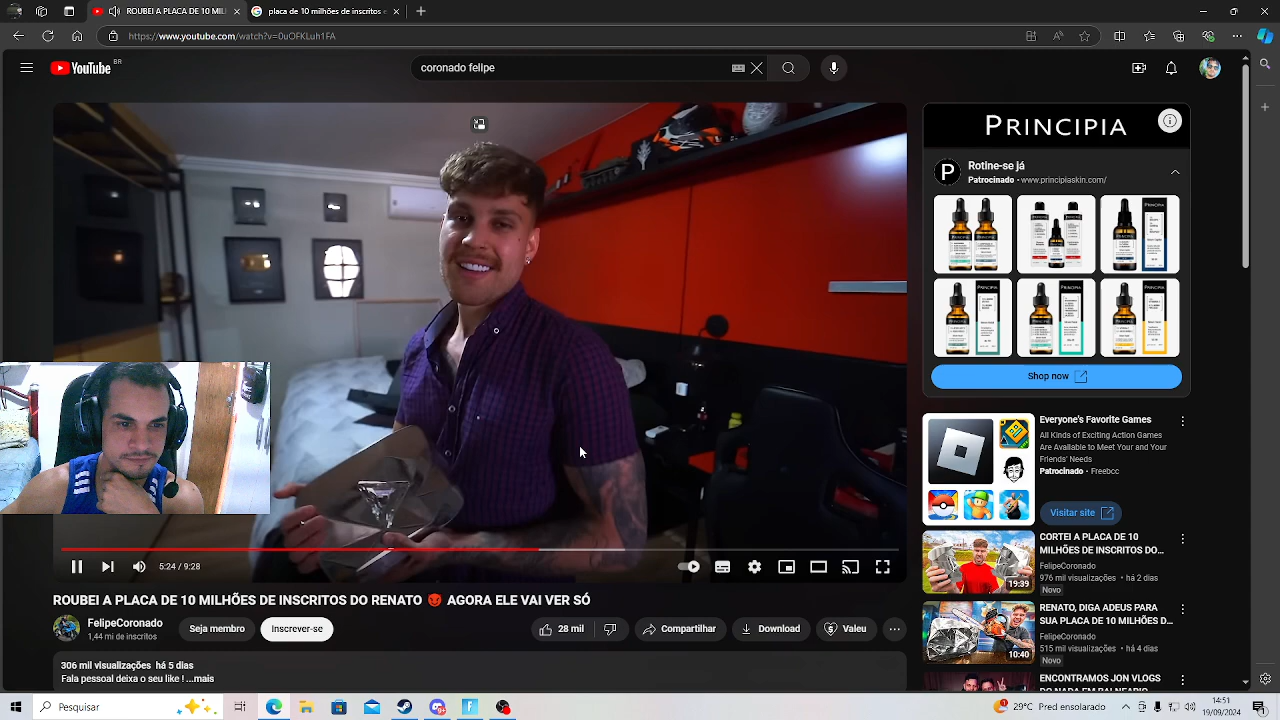 ROUBEI A PLACA DE 10 MIL
placa de 10 milhões de inscritos e
https://www.youtube.com/watch?v=0uOFKLuh1FA
YouTube BR
coronado felipe
PRINCIPIA
P
Rotine-se já
Patrocinado • www.principiaskin.com/
Shop now
Everyone's Favorite Games
All Kinds of Exciting Action Games
Are Available to Meet Your and Your
Friends' Needs
Patrocinado • Freebcc
Visitar site
CORTEI A PLACA DE 10
MILHÕES DE INSCRITOS DO...
FelipeCoronado
976 mil visualizações • há 2 dias
Novo
19:39
RENATO, DIGA ADEUS PARA
SUA PLACA DE 10 MILHÕES D...
FelipeCoronado
515 mil visualizações • há 4 dias
Novo
10:40
ENCONTRAMOS JON VLOGS
5:24 / 9:28
ROUBEI A PLACA DE 10 MILHÕES DE INSCRITOS DO RENATO 😈 AGORA ELE VAI VER SÓ
FelipeCoronado
1,44 mi de inscritos
Seja membro
Inscrever-se
28 mil
Compartilhar
Download
Valeu
306 mil visualizações há 5 dias
Fala pessoal deixa o seu like ! ...mais
Pesquisar
29°C Pred ensolarado
14:51
19/09/2024